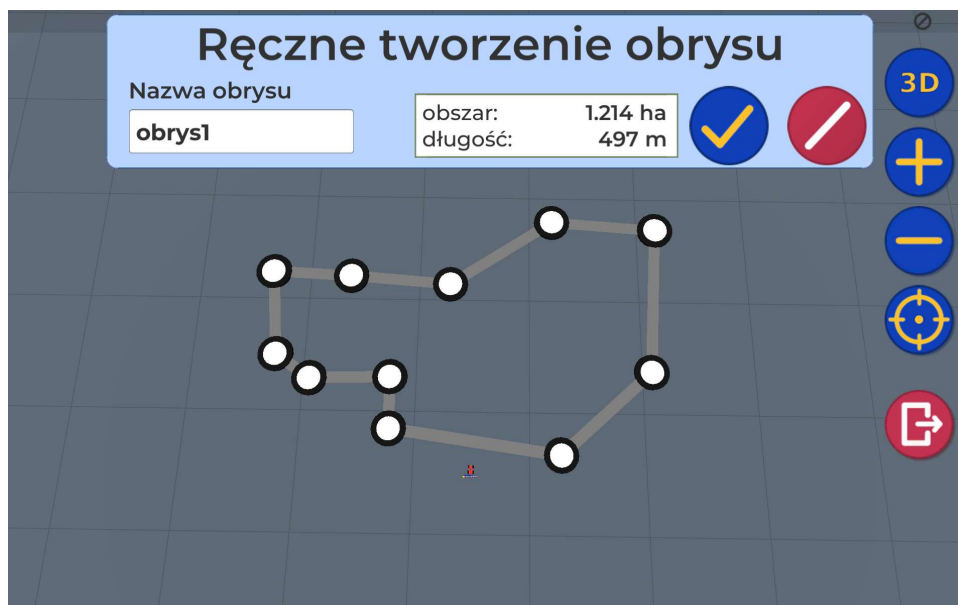 Ręczne tworzenie obrysu
Nazwa obrysu
obrys1
obszar: 1.214 ha
długość: 497 m
3D